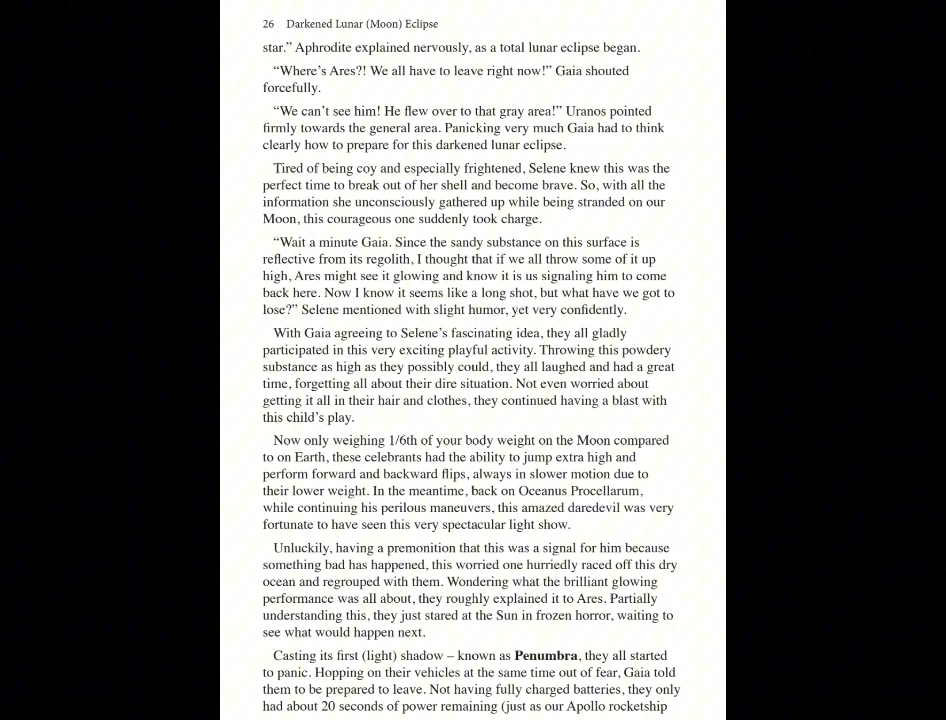 26 Darkened Lunar (Moon) Eclipse
star.” Aphrodite explained nervously, as a total lunar eclipse began.
“Where’s Ares?! We all have to leave right now!” Gaia shouted
forcefully.
“We can’t see him! He flew over to that gray area!” Uranos pointed
firmly towards the general area. Panicking very much Gaia had to think
clearly how to prepare for this darkened lunar eclipse.
Tired of being coy and especially frightened, Selene knew this was the
perfect time to break out of her shell and become brave. So, with all the
information she unconsciously gathered up while being stranded on our
Moon, this courageous one suddenly took charge.
“Wait a minute Gaia. Since the sandy substance on this surface is
reflective from its regolith, I thought that if we all throw some of it up
high, Ares might see it glowing and know it is us signaling him to come
back here. Now I know it seems like a long shot, but what have we got to
lose?” Selene mentioned with slight humor, yet very confidently.
With Gaia agreeing to Selene’s fascinating idea, they all gladly
participated in this very exciting playful activity. Throwing this powdery
substance as high as they possibly could, they all laughed and had a great
time, forgetting all about their dire situation. Not even worried about
getting it all in their hair and clothes, they continued having a blast with
this child’s play.
Now only weighing 1/6th of your body weight on the Moon compared
to on Earth, these celebrants had the ability to jump extra high and
perform forward and backward flips, always in slower motion due to
their lower weight. In the meantime, back on Oceanus Procellarum,
while continuing his perilous maneuvers, this amazed daredevil was very
fortunate to have seen this very spectacular light show.
Unluckily, having a premonition that this was a signal for him because
something bad has happened, this worried one hurriedly raced off this dry
ocean and regrouped with them. Wondering what the brilliant glowing
performance was all about, they roughly explained it to Ares. Partially
understanding this, they just stared at the Sun in frozen horror, waiting to
see what would happen next.
Casting its first (light) shadow – known as Penumbra, they all started
to panic. Hopping on their vehicles at the same time out of fear, Gaia told
them to be prepared to leave. Not having fully charged batteries, they only
had about 20 seconds of power remaining (just as our Apollo rocketship